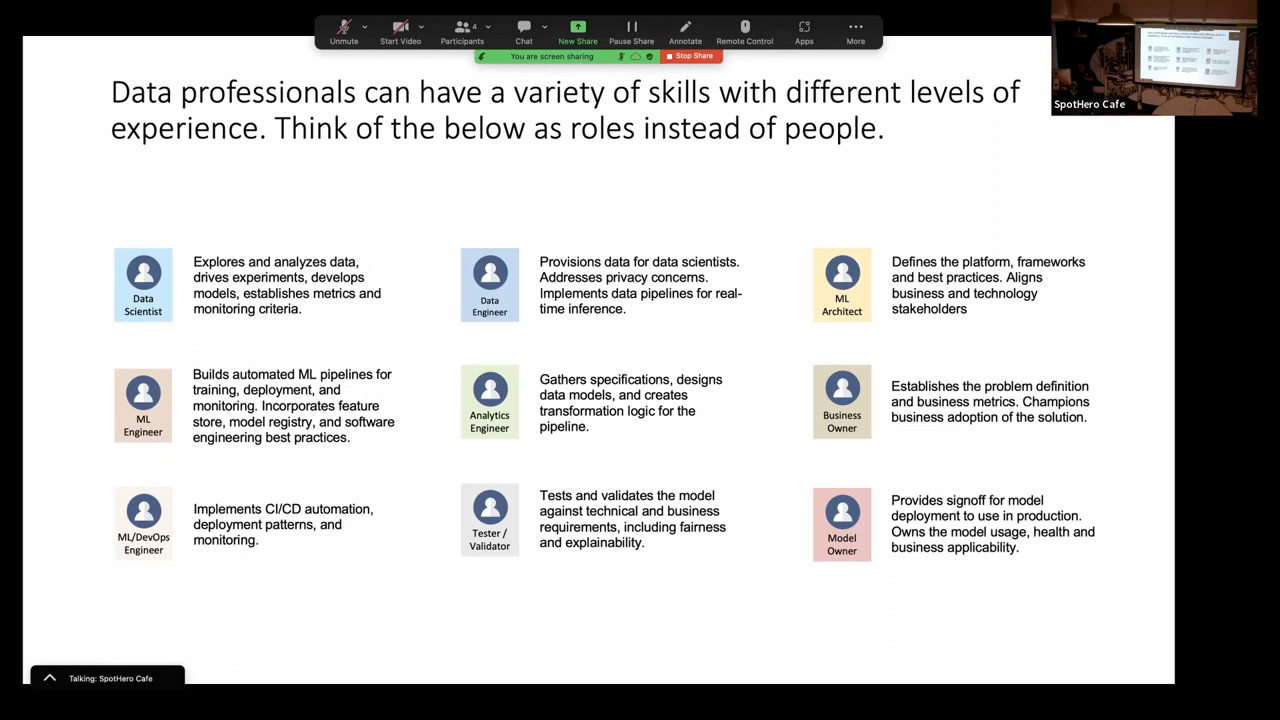 Unmute
Start Video
4
Participants
Chat
New Share
Pause Share
Annotate
Remote Control
Apps
More
You are screen sharing
Stop Share
SpotHero Cafe
Data professionals can have a variety of skills with different levels of
experience. Think of the below as roles instead of people.
Data
Scientist
Explores and analyzes data,
drives experiments, develops
models, establishes metrics and
monitoring criteria.
Data
Engineer
Provisions data for data scientists.
Addresses privacy concerns.
Implements data pipelines for real-
time inference.
ML
Architect
Defines the platform, frameworks
and best practices. Aligns
business and technology
stakeholders
ML
Engineer
Builds automated ML pipelines for
training, deployment, and
monitoring. Incorporates feature
store, model registry, and software
engineering best practices.
Analytics
Engineer
Gathers specifications, designs
data models, and creates
transformation logic for the
pipeline.
Business
Owner
Establishes the problem definition
and business metrics. Champions
business adoption of the solution.
ML/DevOps
Engineer
Implements CI/CD automation,
deployment patterns, and
monitoring.
Tester /
Validator
Tests and validates the model
against technical and business
requirements, including fairness
and explainability.
Model
Owner
Provides signoff for model
deployment to use in production.
Owns the model usage, health and
business applicability.
Talking: SpotHero Cafe